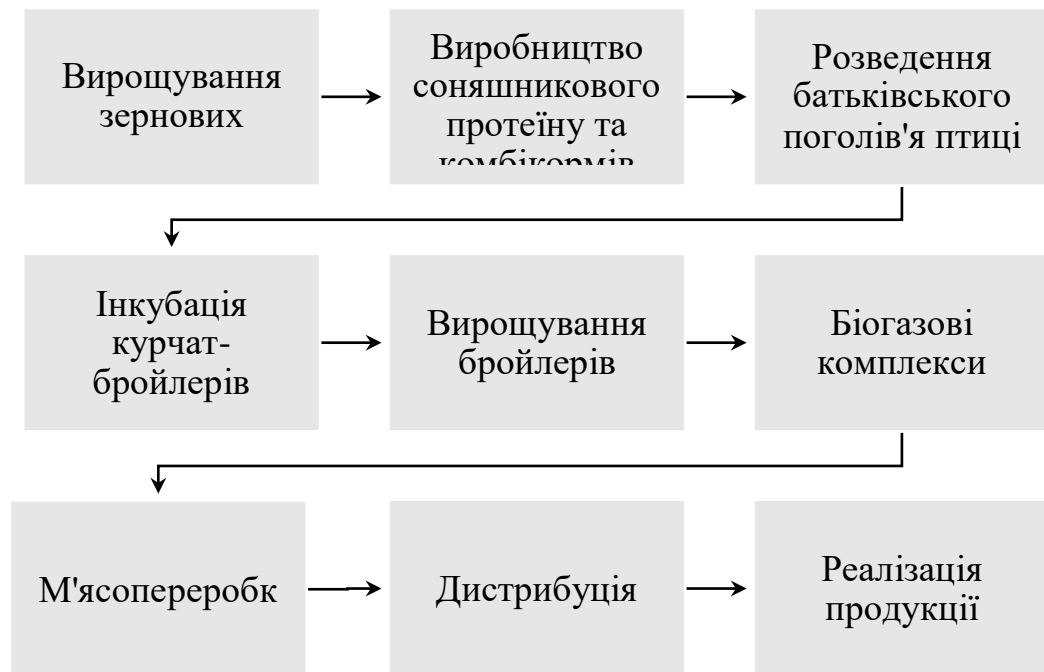 Вирощування
зернових
Виробництво
соняшникового
протеїну та
комбікормів
Розведення
батьківського
поголів'я птиці
Інкубація
курчат-
бройлерів
Вирощування
бройлерів
Біогазові
комплекси
М'ясопереробк
Дистрибуція
Реалізація
продукції